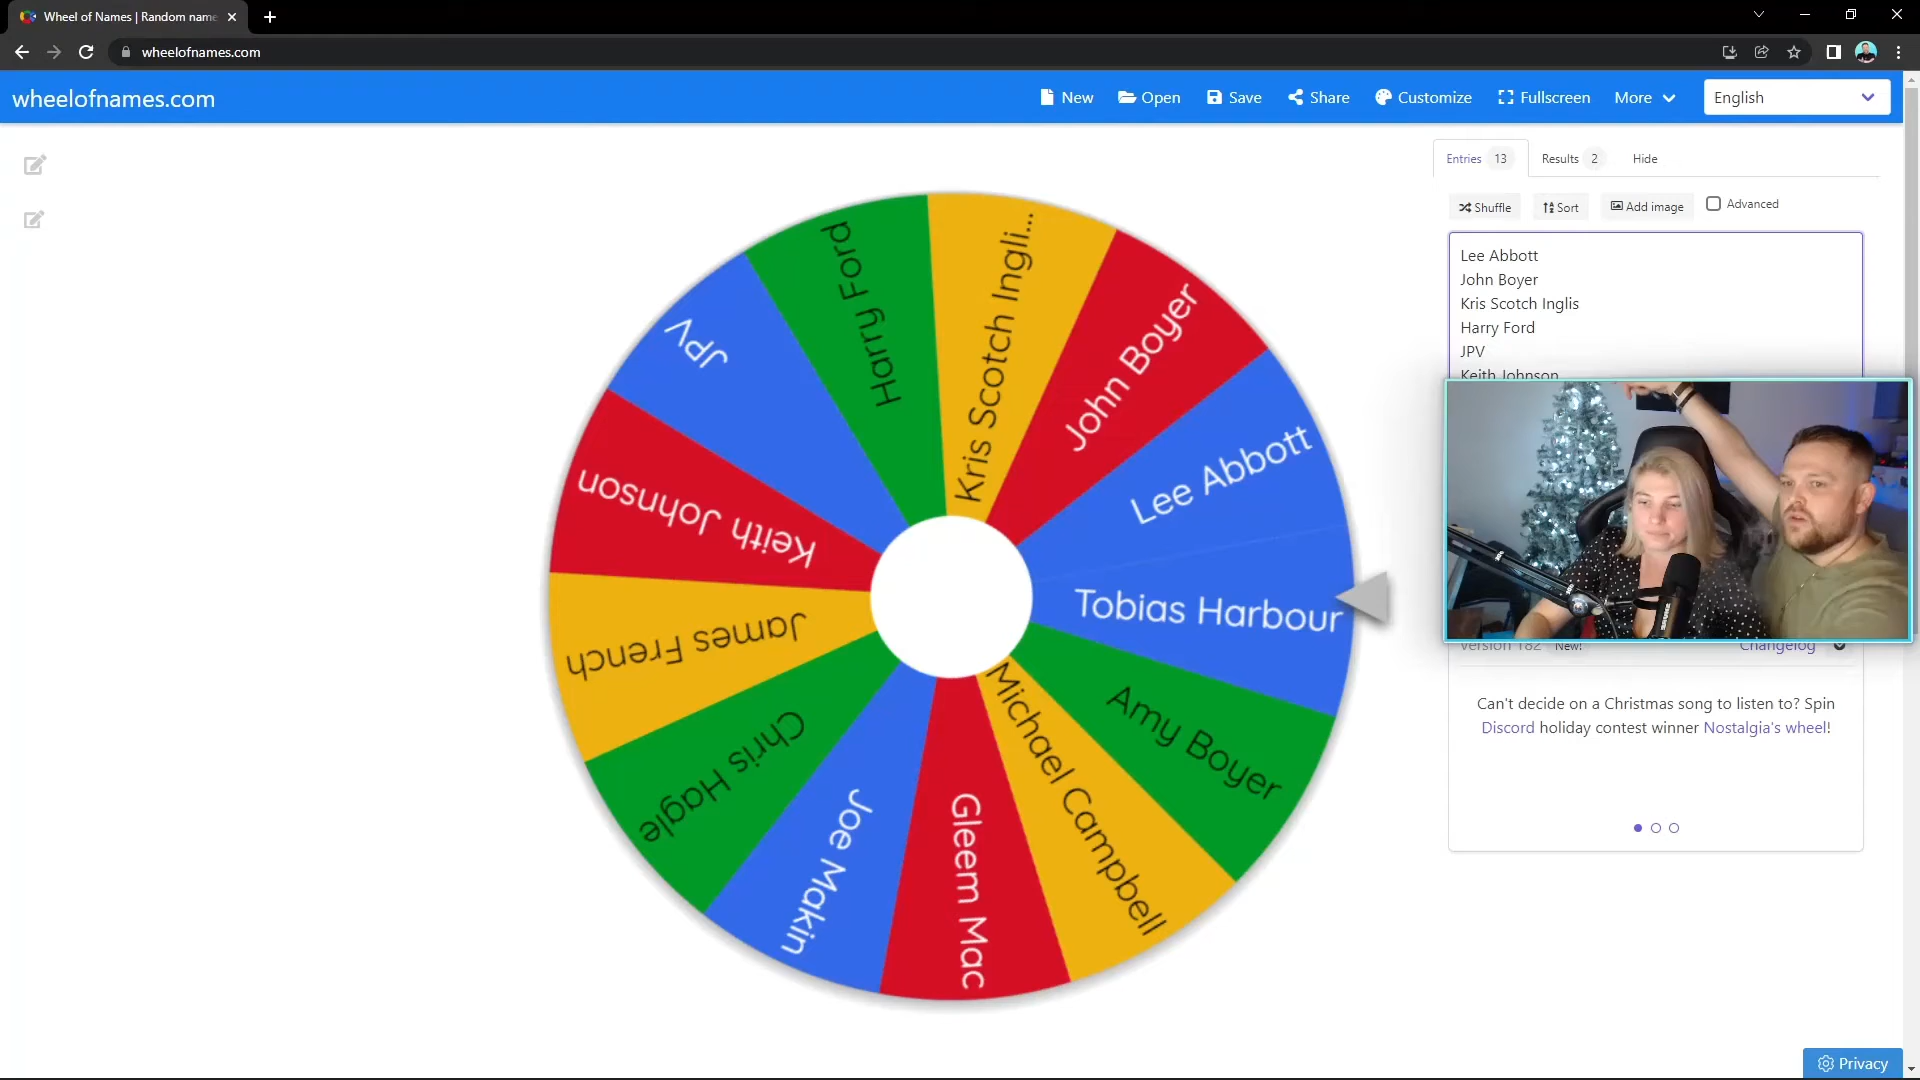 Wheel of Names | Random name
wheelofnames.com
wheelofnames.com
New
Open
Save
Share
Customize
Fullscreen
More
English
Entries 13
Results 2
Hide
Shuffle
Sort
Add image
Advanced
Lee Abbott
John Boyer
Kris Scotch Inglis
Harry Ford
JPV
Keith Johnson
Harry Ford
Kris Scotch Ingli...
John Boyer
Lee Abbott
Tobias Harbour
Amy Boyer
Michael Campbell
Gleem Mac
Joe Makin
Chris Hagle
James French
Keith Johnson
JPV
Version 182 New!
Changelog
Can't decide on a Christmas song to listen to? Spin
Discord holiday contest winner Nostalgia's wheel!
Privacy